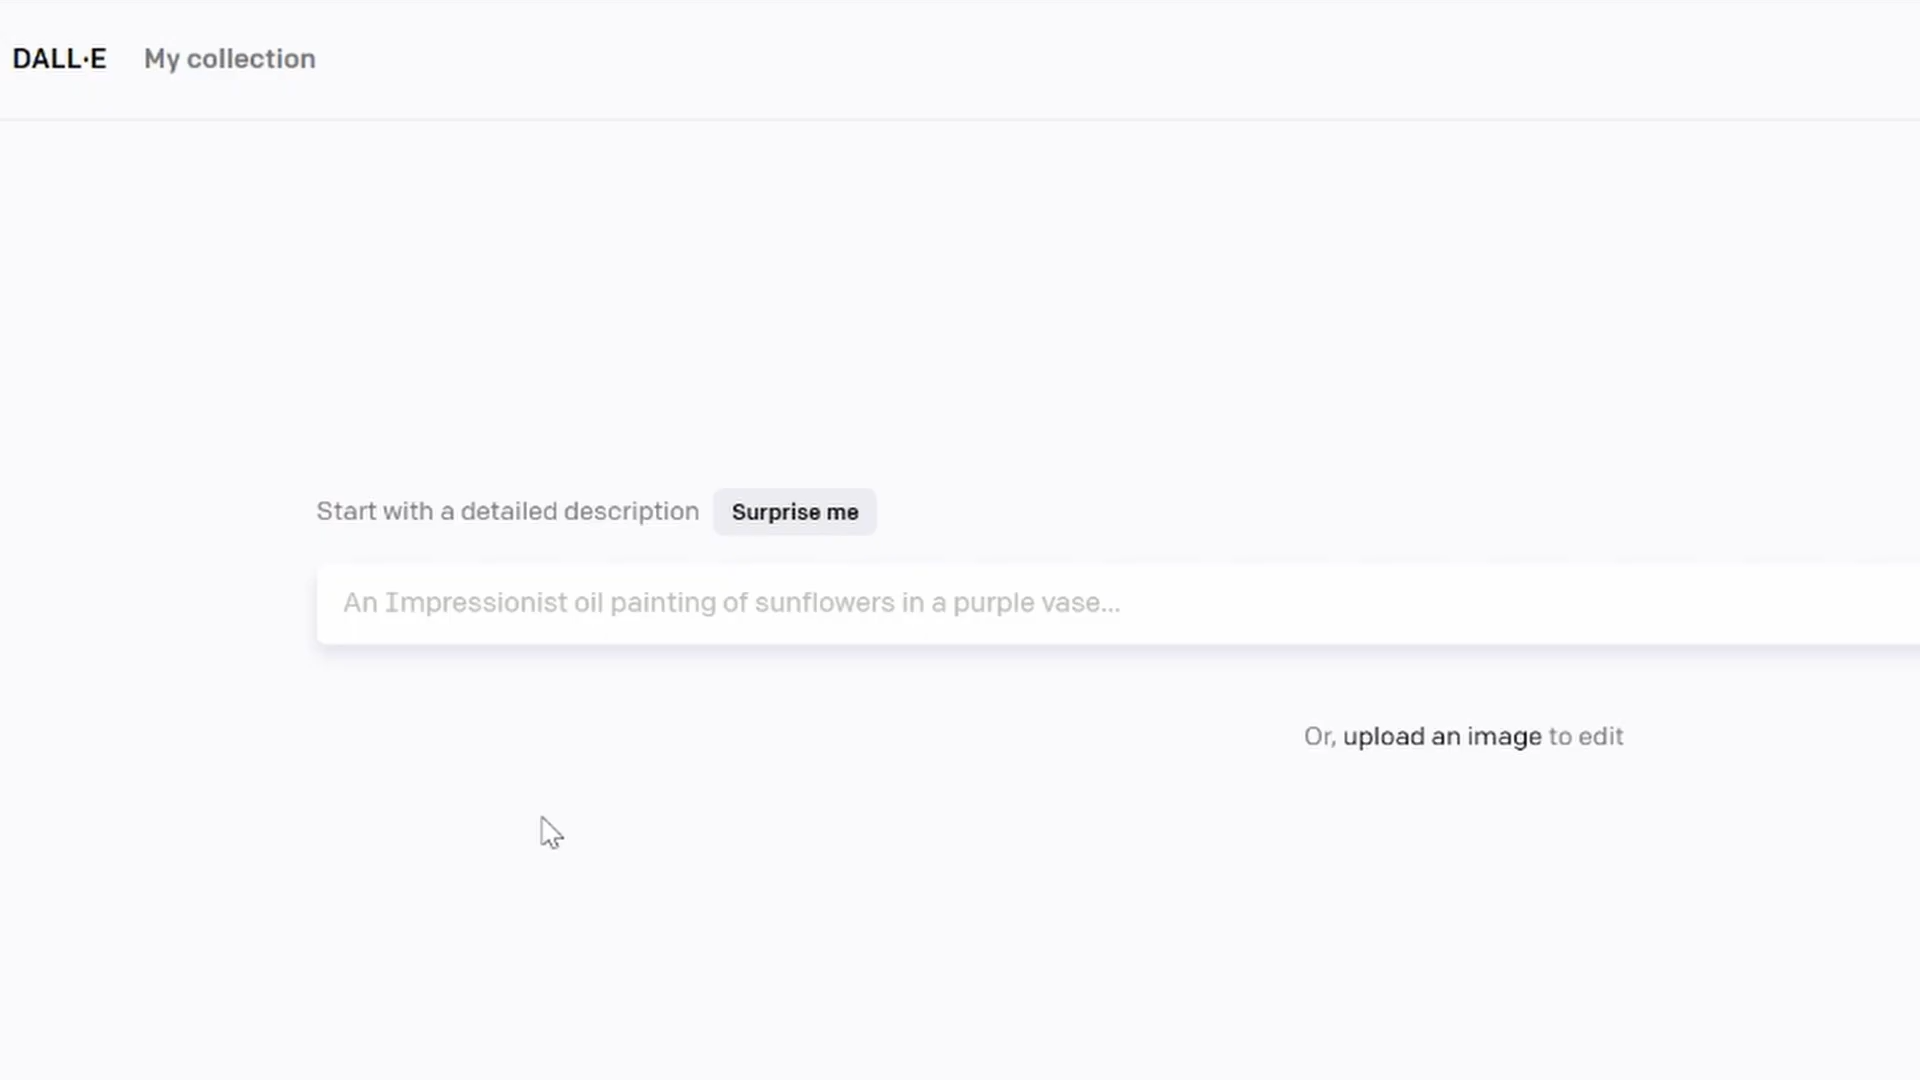 DALL·E My collection
Start with a detailed description Surprise me
An Impressionist oil painting of sunflowers in a purple vase...
Or, upload an image to edit